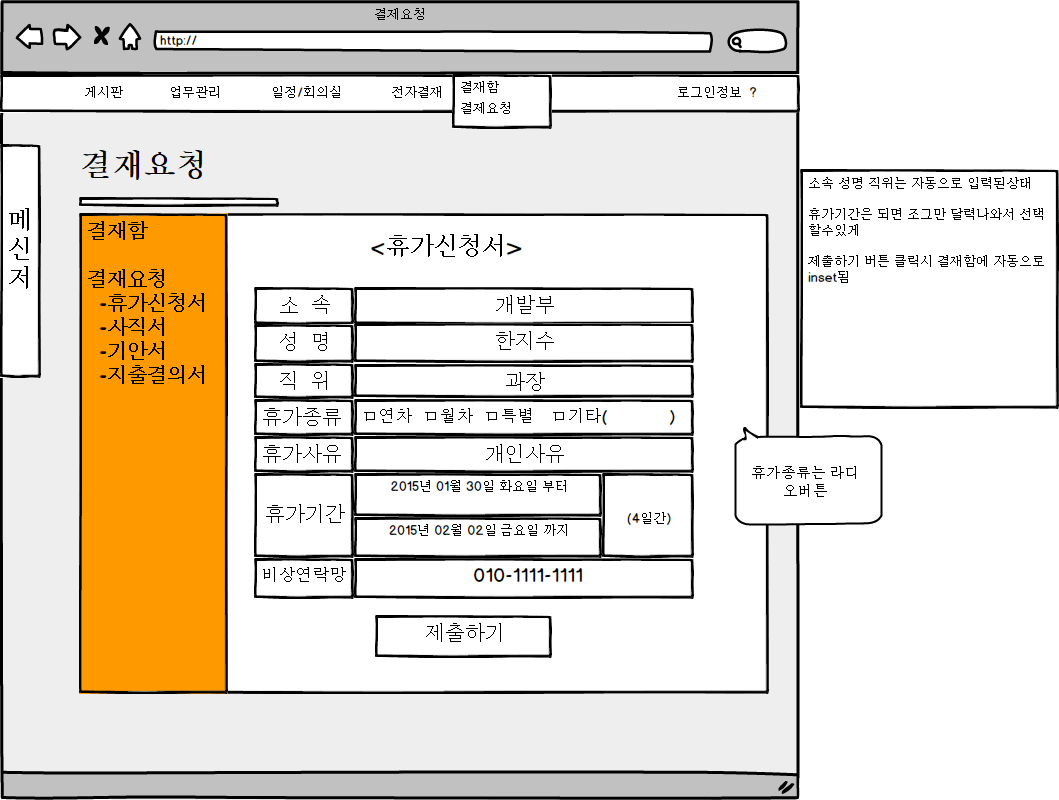 결재요청
http://
게시판 업무관리 일정/회의실 전자결재 결재함 로그인정보 ?
결제요청
결재요청
메신저
결재함
결재요청
-휴가신청서
-사직서
-기안서
-지출결의서
<휴가신청서>
소 속 개발부
성 명 한지수
직 위 과장
휴가종류 ㅁ연차 ㅁ월차 ㅁ특별 ㅁ기타( )
휴가사유 개인사유
휴가기간 2015년 01월 30일 화요일 부터
2015년 02월 02일 금요일 까지
(4일간)
비상연락망 010-1111-1111
제출하기
소속 성명 직위는 자동으로 입력된상태
휴가기간은 되면 조그만 달력나와서 선택
할수있게
제출하기 버튼 클릭시 결재함에 자동으로
inset됨
휴가종류는 라디
오버튼